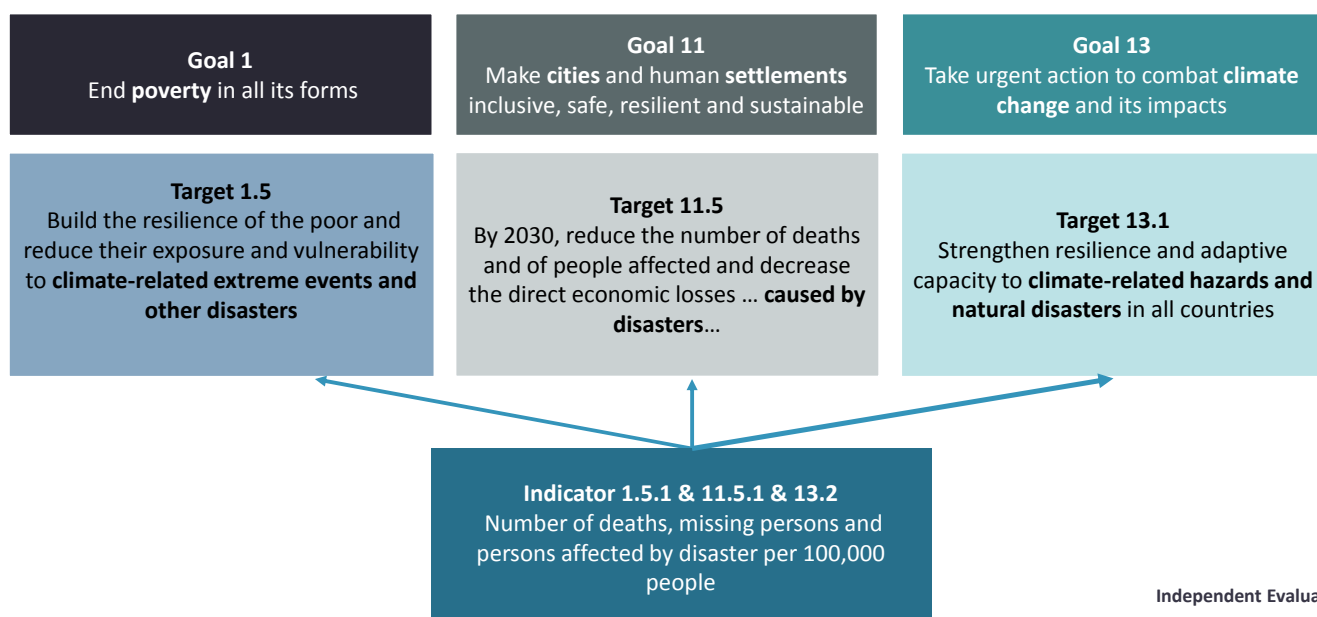 Goal 1
End poverty in all its forms
Goal 11
Make cities and human settlements
inclusive, safe, resilient and sustainable
Goal 13
Take urgent action to combat climate
change and its impacts
Target 1.5
Build the resilience of the poor and
reduce their exposure and vulnerability
to climate-related extreme events and
other disasters
Target 11.5
By 2030, reduce the number of deaths
and of people affected and decrease
the direct economic losses … caused by
disasters…
Target 13.1
Strengthen resilience and adaptive
capacity to climate-related hazards and
natural disasters in all countries
Indicator 1.5.1 & 11.5.1 & 13.2
Number of deaths, missing persons and
persons affected by disaster per 100,000
people
Independent Evalua